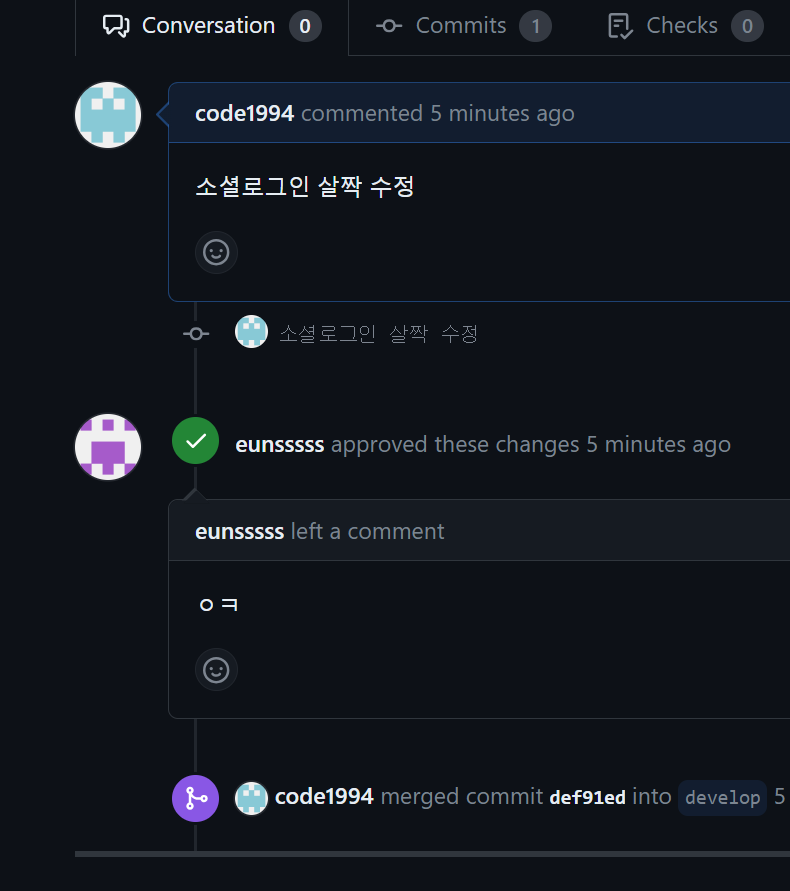 Conversation 0 Commits 1 Checks 0
code1994 commented 5 minutes ago
소셜로그인 살짝 수정
소셜로그인 살짝 수정
eunsssss approved these changes 5 minutes ago
eunsssss left a comment
ㅇㅋ
code1994 merged commit def91ed into develop 5